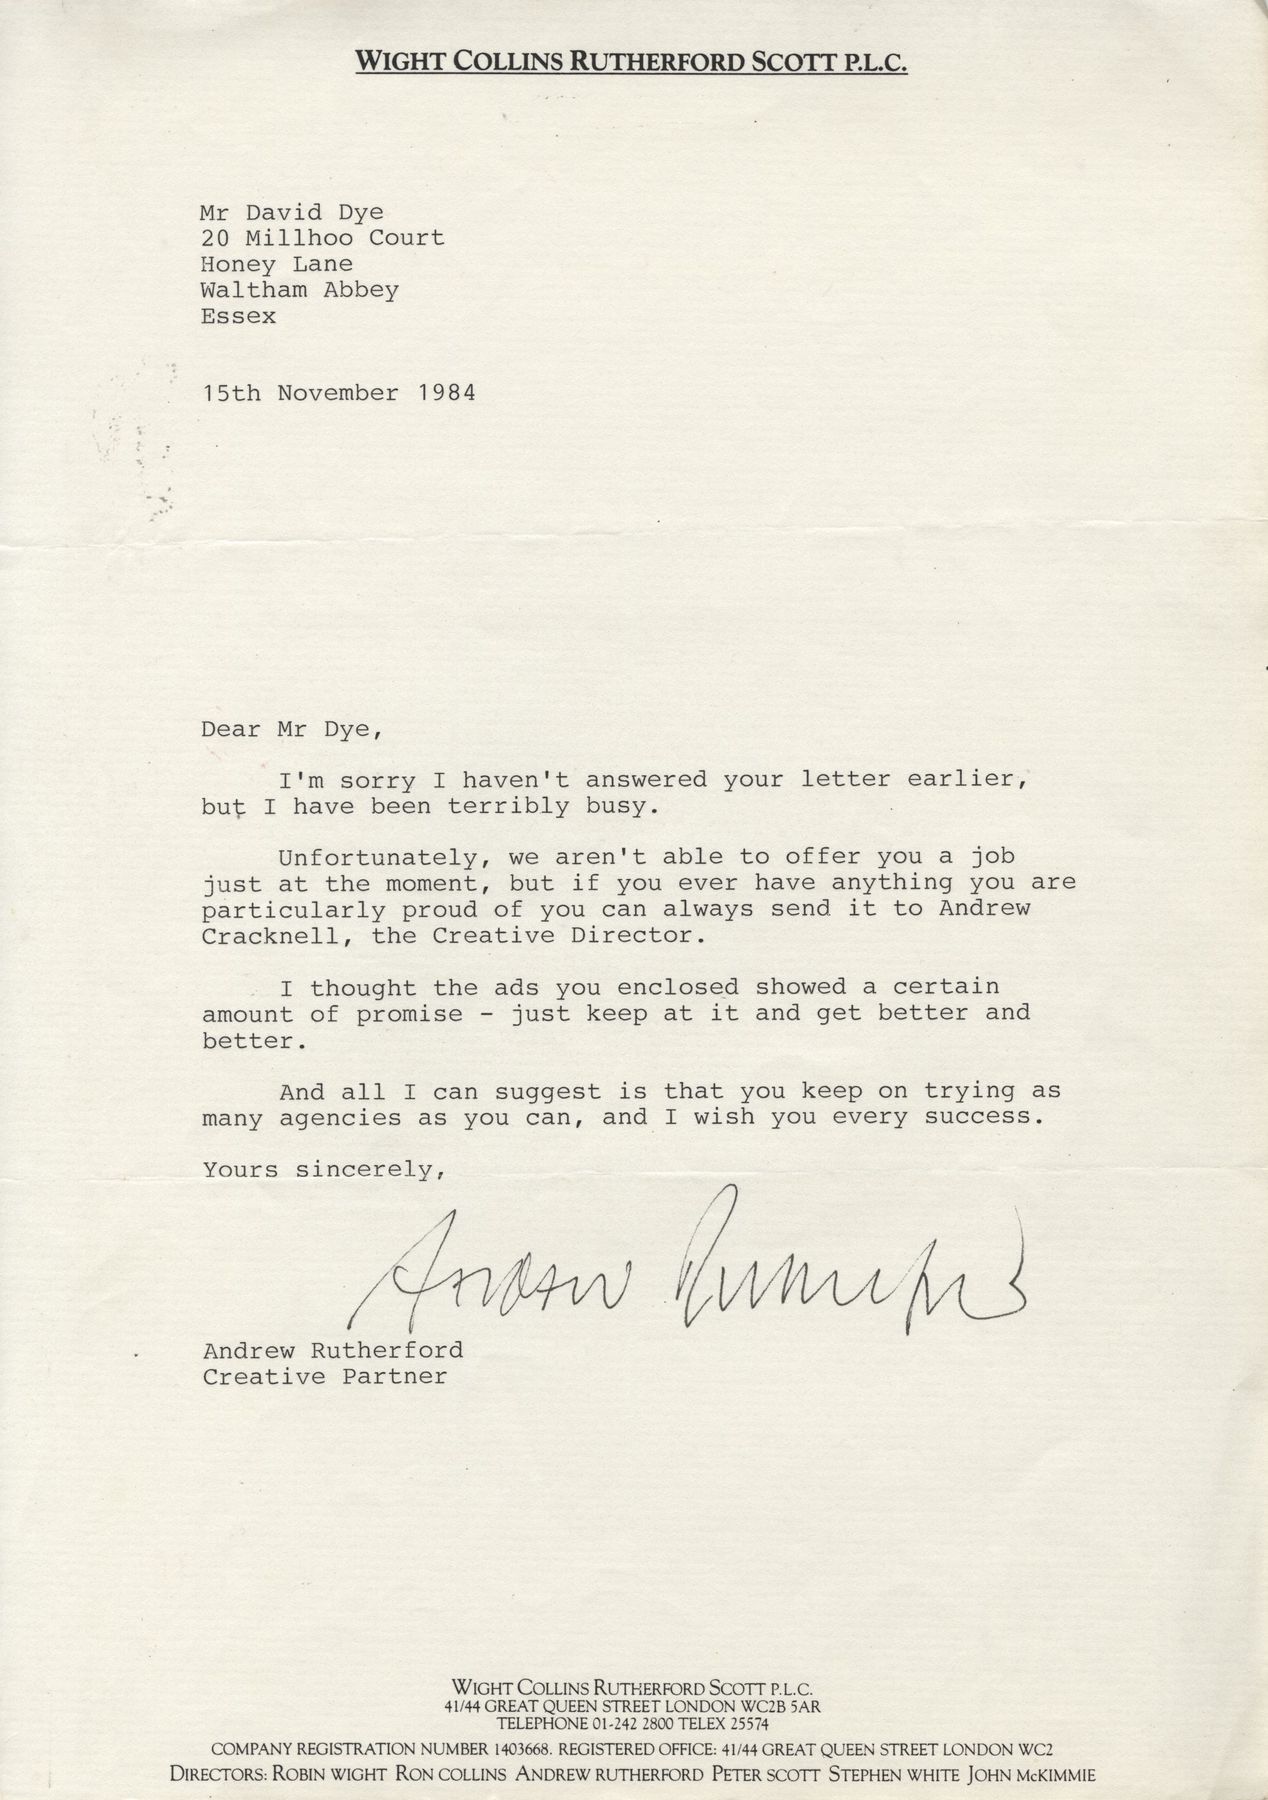 WIGHT COLLINS RUTHERFORD SCOTT P.L.C.
Mr David Dye
20 Millhoo Court
Honey Lane
Waltham Abbey
Essex
15th November 1984
Dear Mr Dye,
I'm sorry I haven't answered your letter earlier,
but I have been terribly busy.
Unfortunately, we aren't able to offer you a job
just at the moment, but if you ever have anything you are
particularly proud of you can always send it to Andrew
Cracknell, the Creative Director.
I thought the ads you enclosed showed a certain
amount of promise - just keep at it and get better and
better.
And all I can suggest is that you keep on trying as
many agencies as you can, and I wish you every success.
Yours sincerely,
Andrew Rutherford
Andrew Rutherford
Creative Partner
WIGHT COLLINS RUTHERFORD SCOTT P.L.C.
41/44 GREAT QUEEN STREET LONDON WC2B 5AR
TELEPHONE 01-242 2800 TELEX 25574
COMPANY REGISTRATION NUMBER 1403668. REGISTERED OFFICE: 41/44 GREAT QUEEN STREET LONDON WC2
DIRECTORS: ROBIN WIGHT RON COLLINS ANDREW RUTHERFORD PETER SCOTT STEPHEN WHITE JOHN McKIMMIE